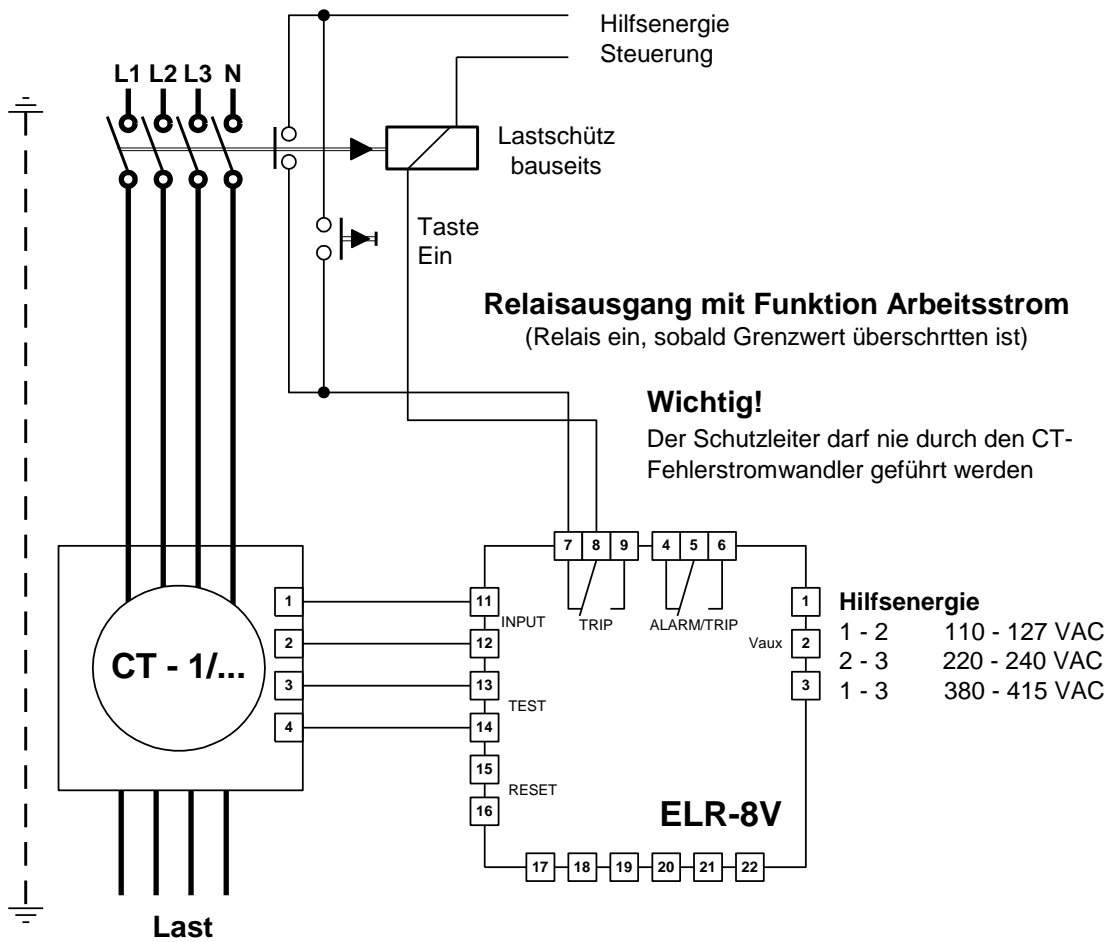 Hilfsenergie
Steuerung
L1 L2 L3 N
Lastschütz
bauseits
Taste
Ein
Relaisausgang mit Funktion Arbeitsstrom
(Relais ein, sobald Grenzwert überschrtten ist)
Wichtig!
Der Schutzleiter darf nie durch den CT-
Fehlerstromwandler geführt werden
7 8 9 4 5 6
1 11 INPUT TRIP ALARM/TRIP 1 Hilfsenergie
2 12 Vaux 2 1 - 2 110 - 127 VAC
CT - 1/... 2 - 3 220 - 240 VAC
3 13 TEST 3 1 - 3 380 - 415 VAC
4 14
15 RESET
16 ELR-8V
17 18 19 20 21 22
Last